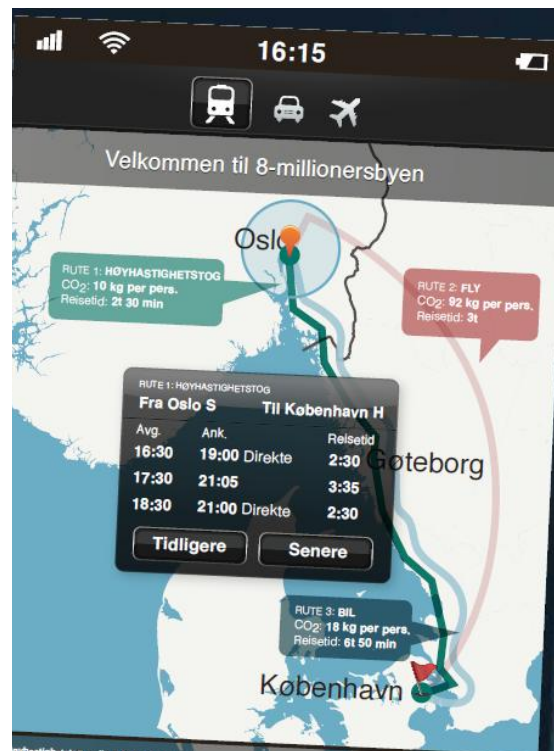 16:15
Velkommen til 8-millionersbyen
Oslo
RUTE 1: HØYHASTIGHETSTOG
CO2: 10 kg per pers.
Reisetid: 2t 30 min
RUTE 2: FLY
CO2: 92 kg per pers.
Reisetid: 3t
RUTE 1: HØYHASTIGHETSTOG
Fra Oslo S Til København H
Avg. Ank. Reisetid
16:30 19:00 Direkte 2:30
17:30 21:05 3:35
18:30 21:00 Direkte 2:30
Tidligere Senere
Gøteborg
RUTE 3: BIL
CO2: 18 kg per pers.
Reisetid: 6t 50 min
København